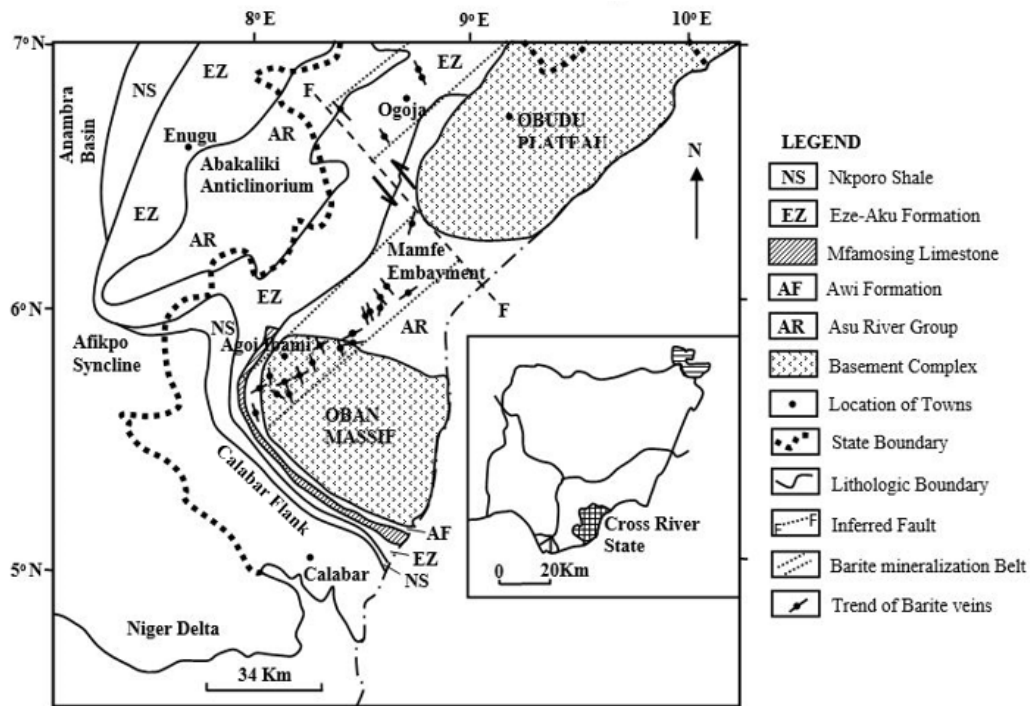 8°E
9°E
10°E
7°N
Anambra
Basin
NS
EZ
EZ
F
Ogoja
Enugu
AR
OBUDU
PLATEAU
Abakaliki
Anticlinorium
N
EZ
AR
Mamfe
Embayment
6°N
EZ
F
Afikpo
Syncline
NS
AR
Agoi Ibami
OBAN
MASSIF
Calabar Flank
AF
EZ
NS
5°N
Calabar
Niger Delta
34 Km
Cross River
State
0 20Km
LEGEND
NS Nkporo Shale
EZ Eze-Aku Formation
Mfamosing Limestone
AF Awi Formation
AR Asu River Group
Basement Complex
Location of Towns
State Boundary
Lithologic Boundary
F F Inferred Fault
Barite mineralization Belt
Trend of Barite veins